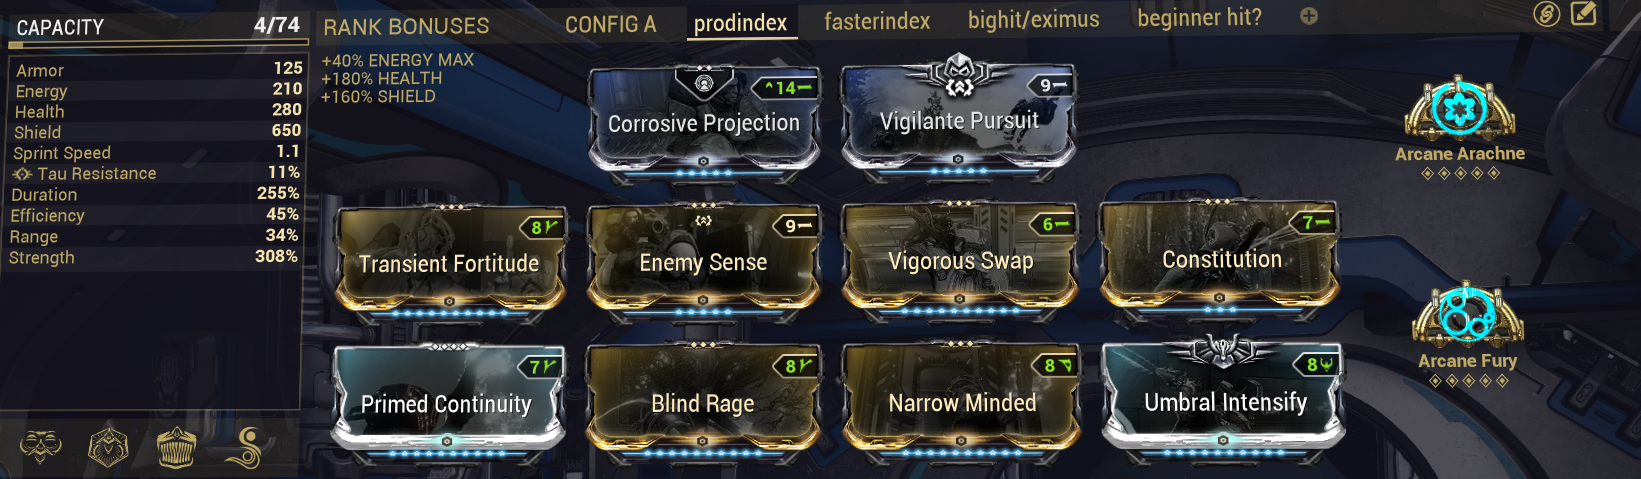 CAPACITY 4/74
RANK BONUSES
CONFIG A
prodindex
fasterindex
bighit/eximus
beginner hit?
Armor 125
Energy 210
Health 280
Shield 650
Sprint Speed 1.1
Tau Resistance 11%
Duration 255%
Efficiency 45%
Range 34%
Strength 308%
+40% ENERGY MAX
+180% HEALTH
+160% SHIELD
14
Corrosive Projection
9
Vigilante Pursuit
Arcane Arachne
8
Transient Fortitude
9
Enemy Sense
6
Vigorous Swap
7
Constitution
Arcane Fury
7
Primed Continuity
8
Blind Rage
8
Narrow Minded
8
Umbral Intensify